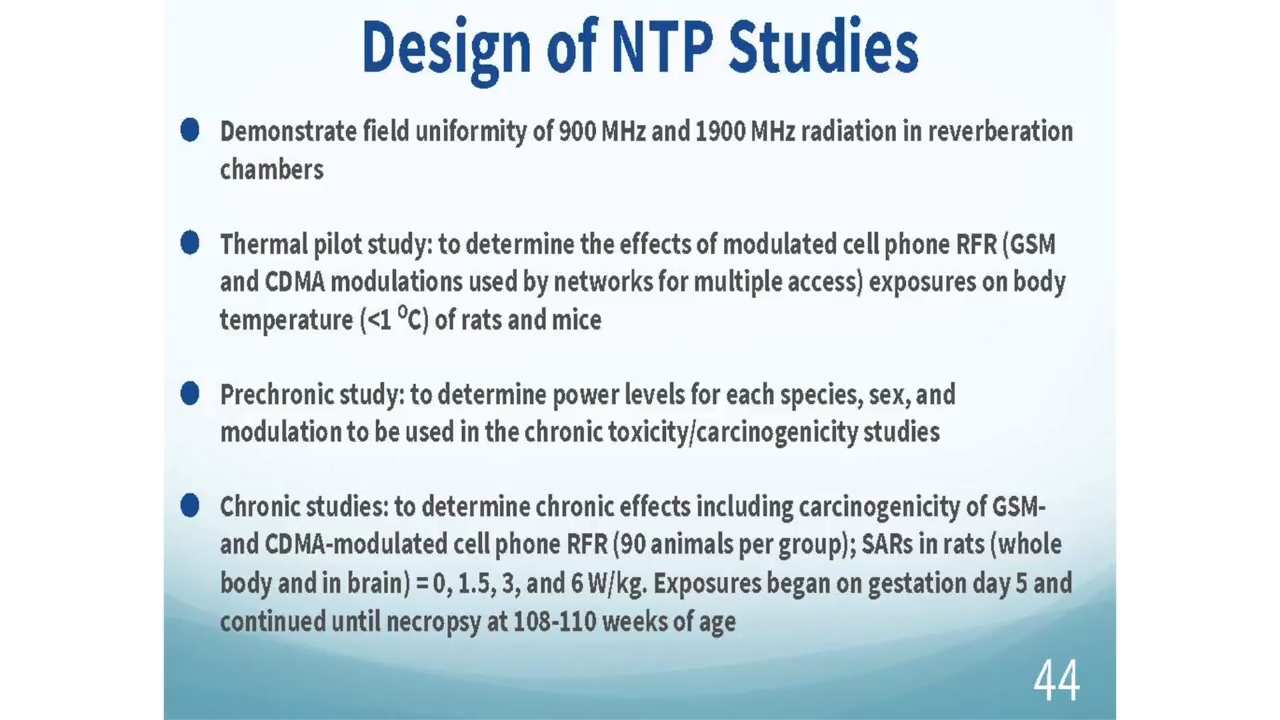 Design of NTP Studies
Demonstrate field uniformity of 900 MHz and 1900 MHz radiation in reverberation
chambers
Thermal pilot study: to determine the effects of modulated cell phone RFR (GSM
and CDMA modulations used by networks for multiple access) exposures on body
temperature (<1 ⁰C) of rats and mice
Prechronic study: to determine power levels for each species, sex, and
modulation to be used in the chronic toxicity/carcinogenicity studies
Chronic studies: to determine chronic effects including carcinogenicity of GSM-
and CDMA-modulated cell phone RFR (90 animals per group); SARs in rats (whole
body and in brain) = 0, 1.5, 3, and 6 W/kg. Exposures began on gestation day 5 and
continued until necropsy at 108-110 weeks of age
44